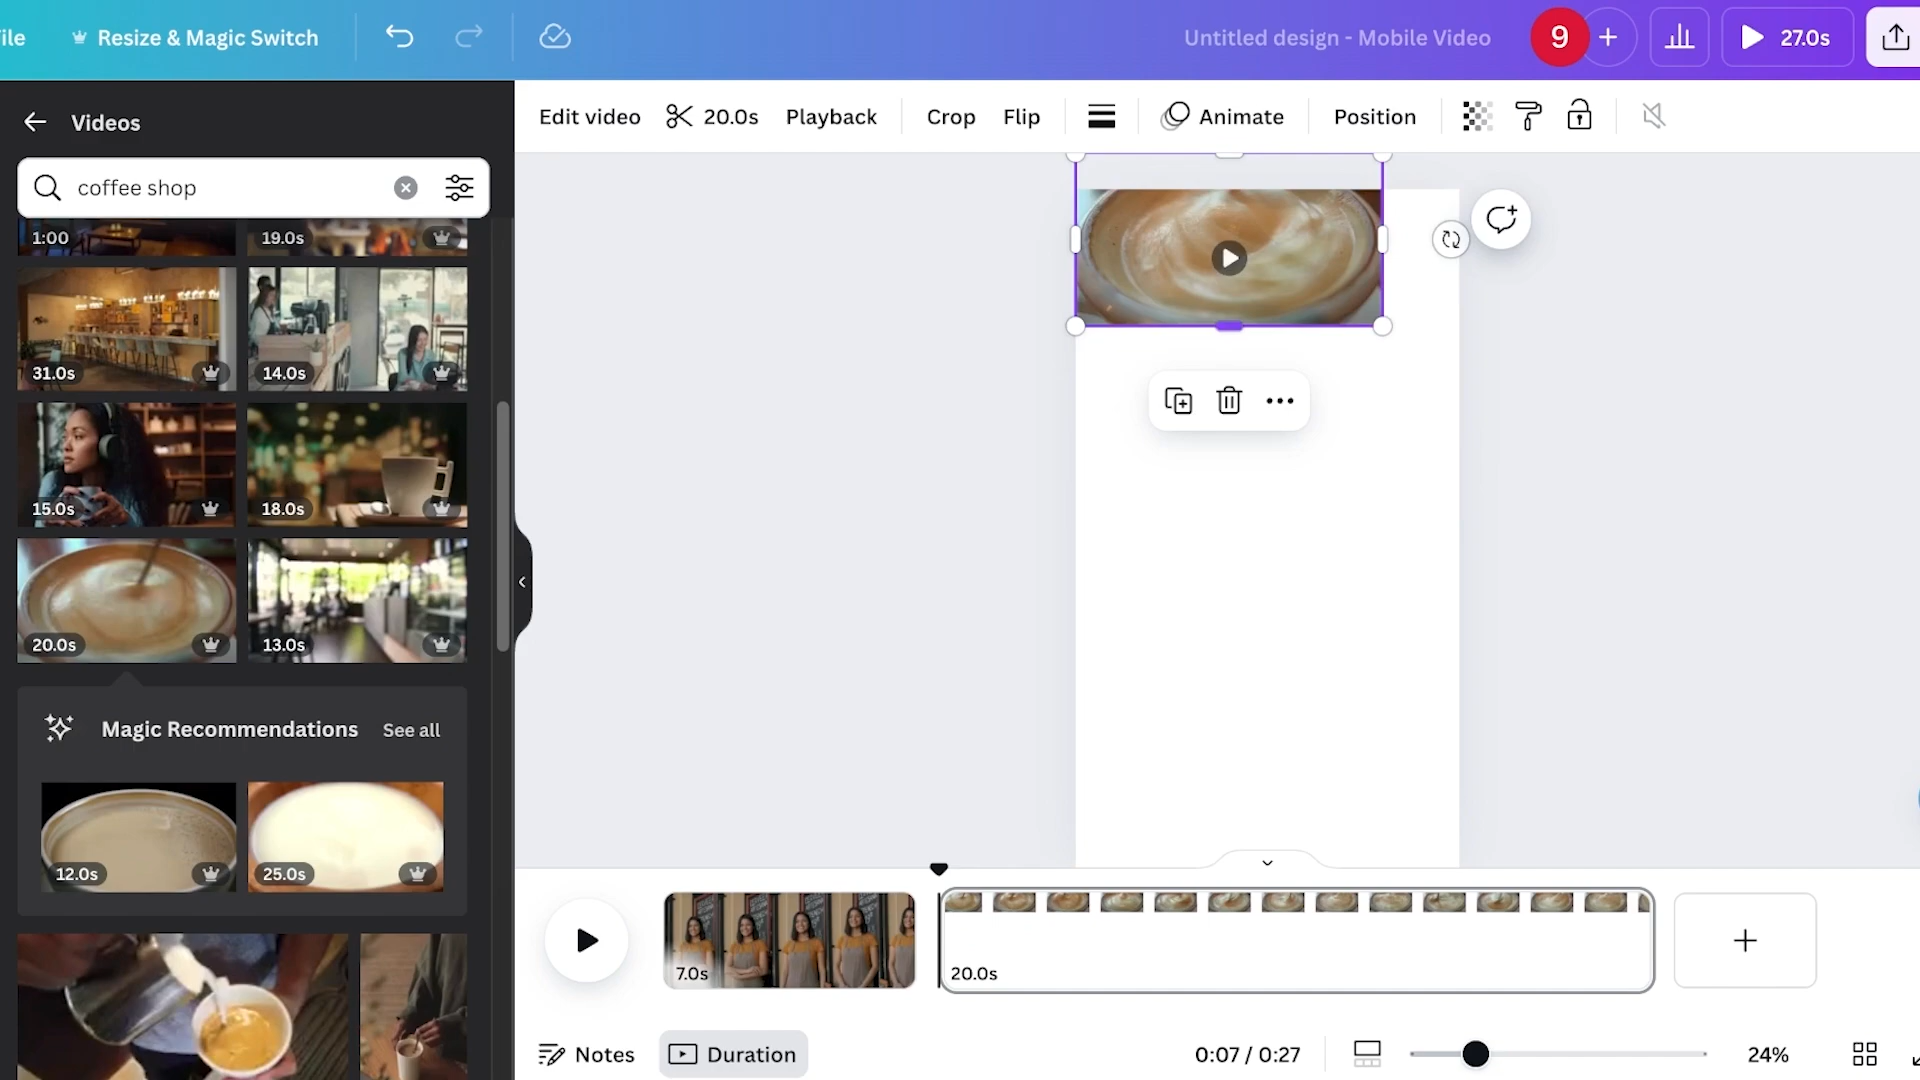 ile
Resize & Magic Switch
Untitled design - Mobile Video
9
27.0s
Videos
Edit video
20.0s
Playback
Crop
Flip
Animate
Position
coffee shop
1:00
19.0s
31.0s
14.0s
15.0s
18.0s
20.0s
13.0s
Magic Recommendations
See all
12.0s
25.0s
7.0s
20.0s
Notes
Duration
0:07 / 0:27
24%